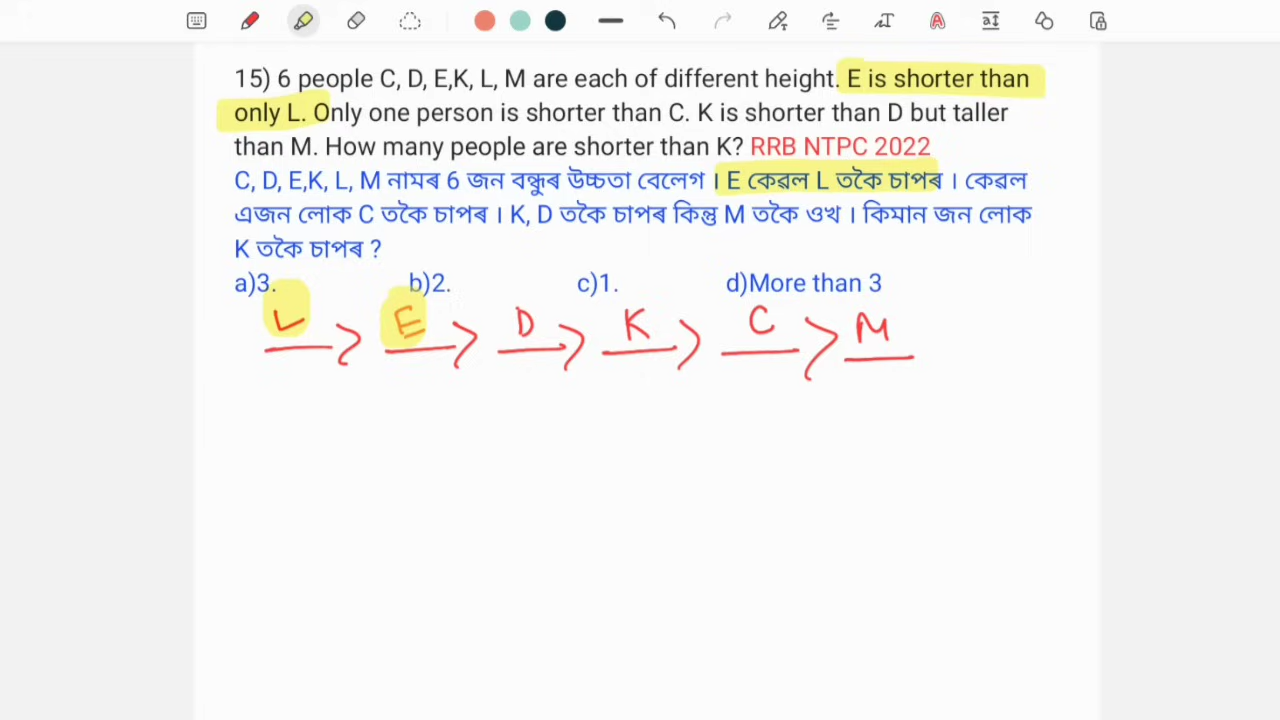 15) 6 people C, D, E,K, L, M are each of different height. E is shorter than
only L. Only one person is shorter than C. K is shorter than D but taller
than M. How many people are shorter than K? RRB NTPC 2022
C, D, E,K, L, M নামৰ 6 জন বন্ধুৰ উচ্চতা বেলেগ । E কেৱল L তকৈ চাপৰ । কেৱল
এজন লোক C তকৈ চাপৰ । K, D তকৈ চাপৰ কিন্তু M তকৈ ওখ । কিমান জন লোক
K তকৈ চাপৰ ?
a)3. b)2. c)1. d)More than 3
L > E > D > K > C > M